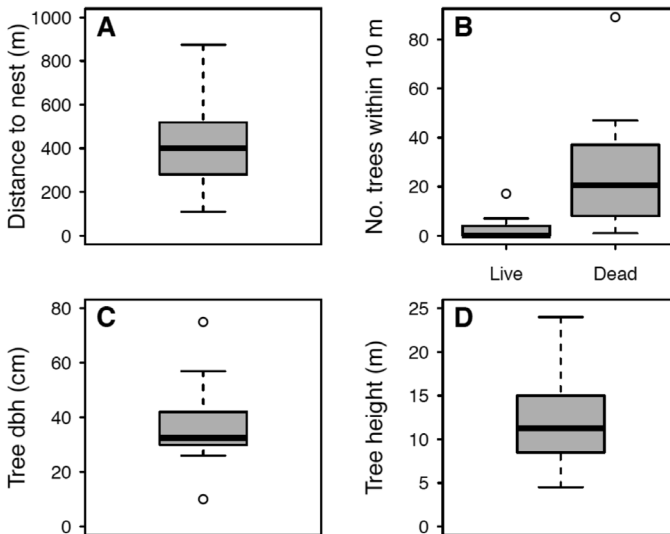 A
Distance to nest (m)
1000
800
600
400
200
0
B
No. trees within 10 m
80
60
40
20
0
Live
Dead
C
Tree dbh (cm)
80
60
40
20
0
D
Tree height (m)
25
20
15
10
5
0